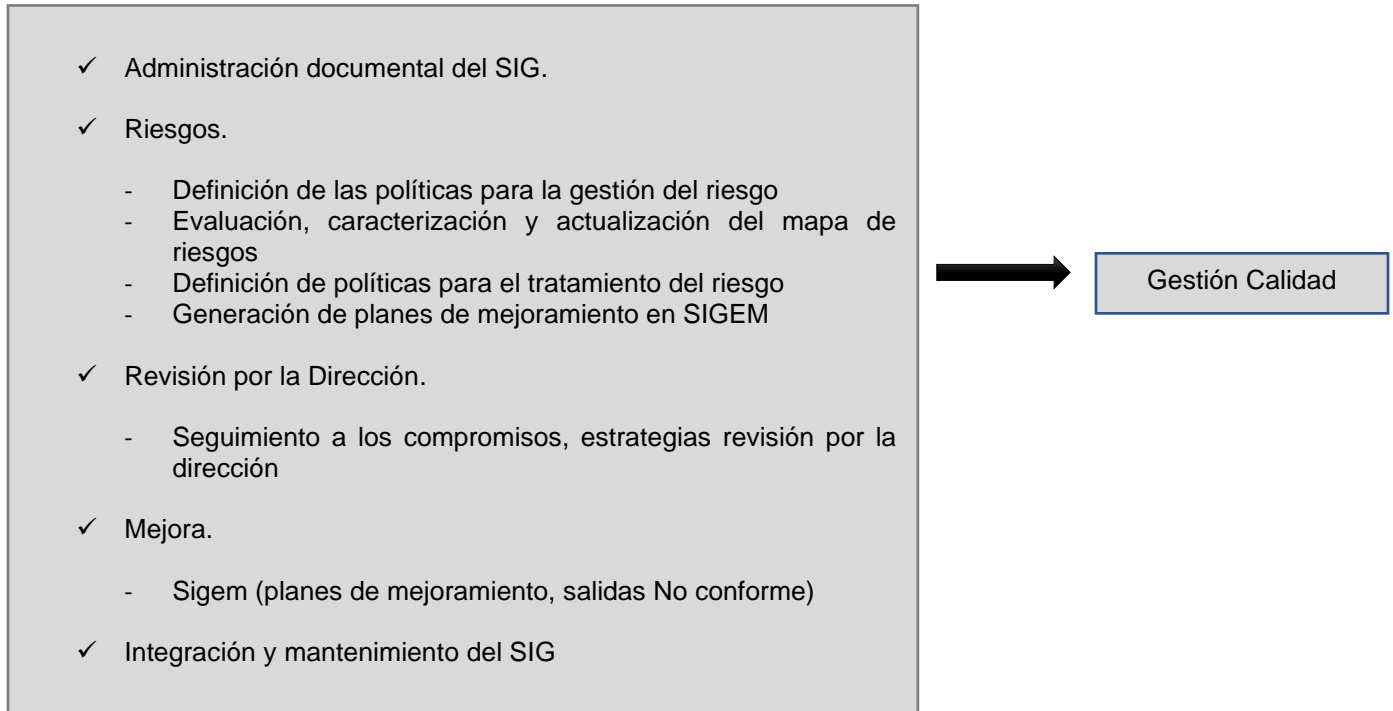 ✓ Administración documental del SIG.
✓ Riesgos.
- Definición de las políticas para la gestión del riesgo
- Evaluación, caracterización y actualización del mapa de
riesgos
- Definición de políticas para el tratamiento del riesgo
- Generación de planes de mejoramiento en SIGEM
✓ Revisión por la Dirección.
- Seguimiento a los compromisos, estrategias revisión por la
dirección
✓ Mejora.
- Sigem (planes de mejoramiento, salidas No conforme)
✓ Integración y mantenimiento del SIG
Gestión Calidad